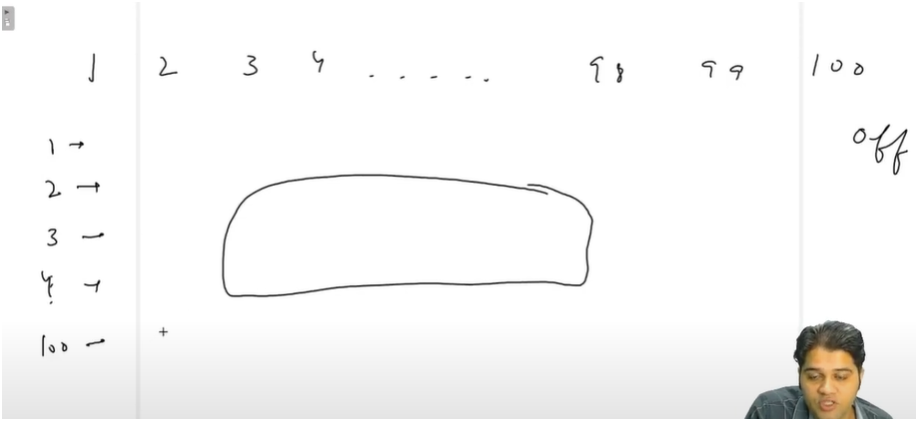 1 2 3 4 . . . . . . 98 99 100
off
1 →
2 →
3 →
4 →
100 →